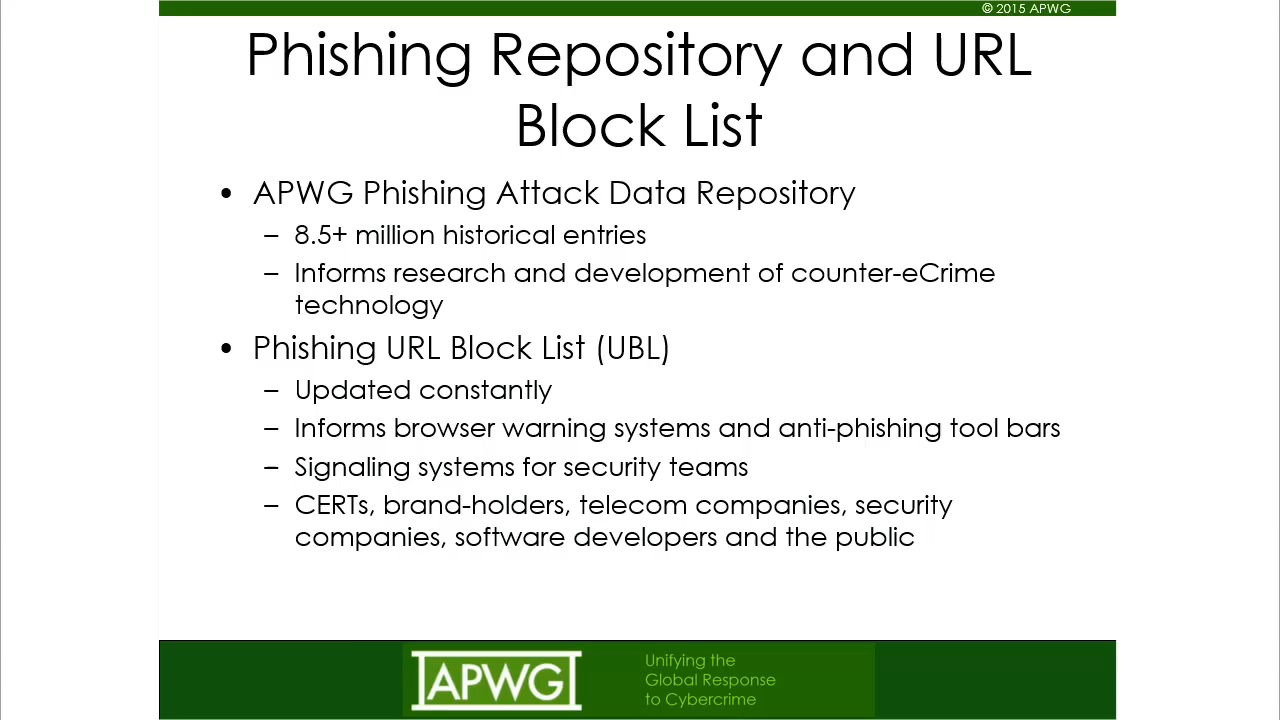 © 2015 APWG
Phishing Repository and URL
Block List
• APWG Phishing Attack Data Repository
– 8.5+ million historical entries
– Informs research and development of counter-eCrime
technology
• Phishing URL Block List (UBL)
– Updated constantly
– Informs browser warning systems and anti-phishing tool bars
– Signaling systems for security teams
– CERTs, brand-holders, telecom companies, security
companies, software developers and the public
APWG
Unifying the
Global Response
to Cybercrime